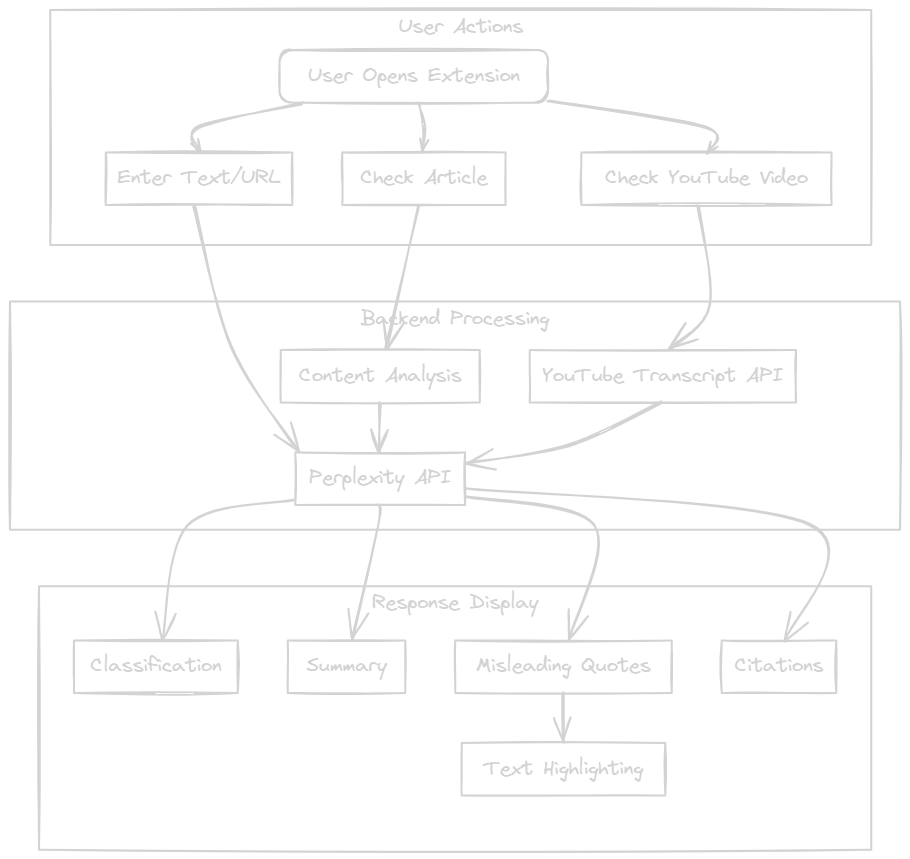 User Actions
User Opens Extension
Enter Text/URL
Check Article
Check YouTube Video
Backend Processing
Content Analysis
YouTube Transcript API
Perplexity API
Response Display
Classification
Summary
Misleading Quotes
Citations
Text Highlighting